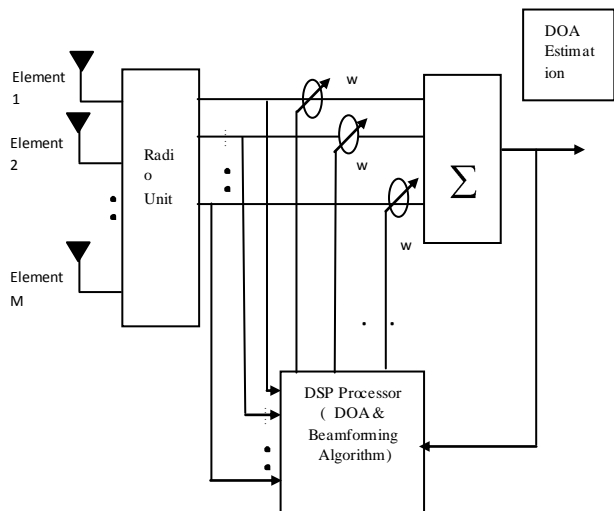 DOA
Estimat
ion
Element
1
Element
2
Element
M
Radi
o
Unit
w
w
w
Σ
DSP Processor
( DOA &
Beamforming
Algorithm)